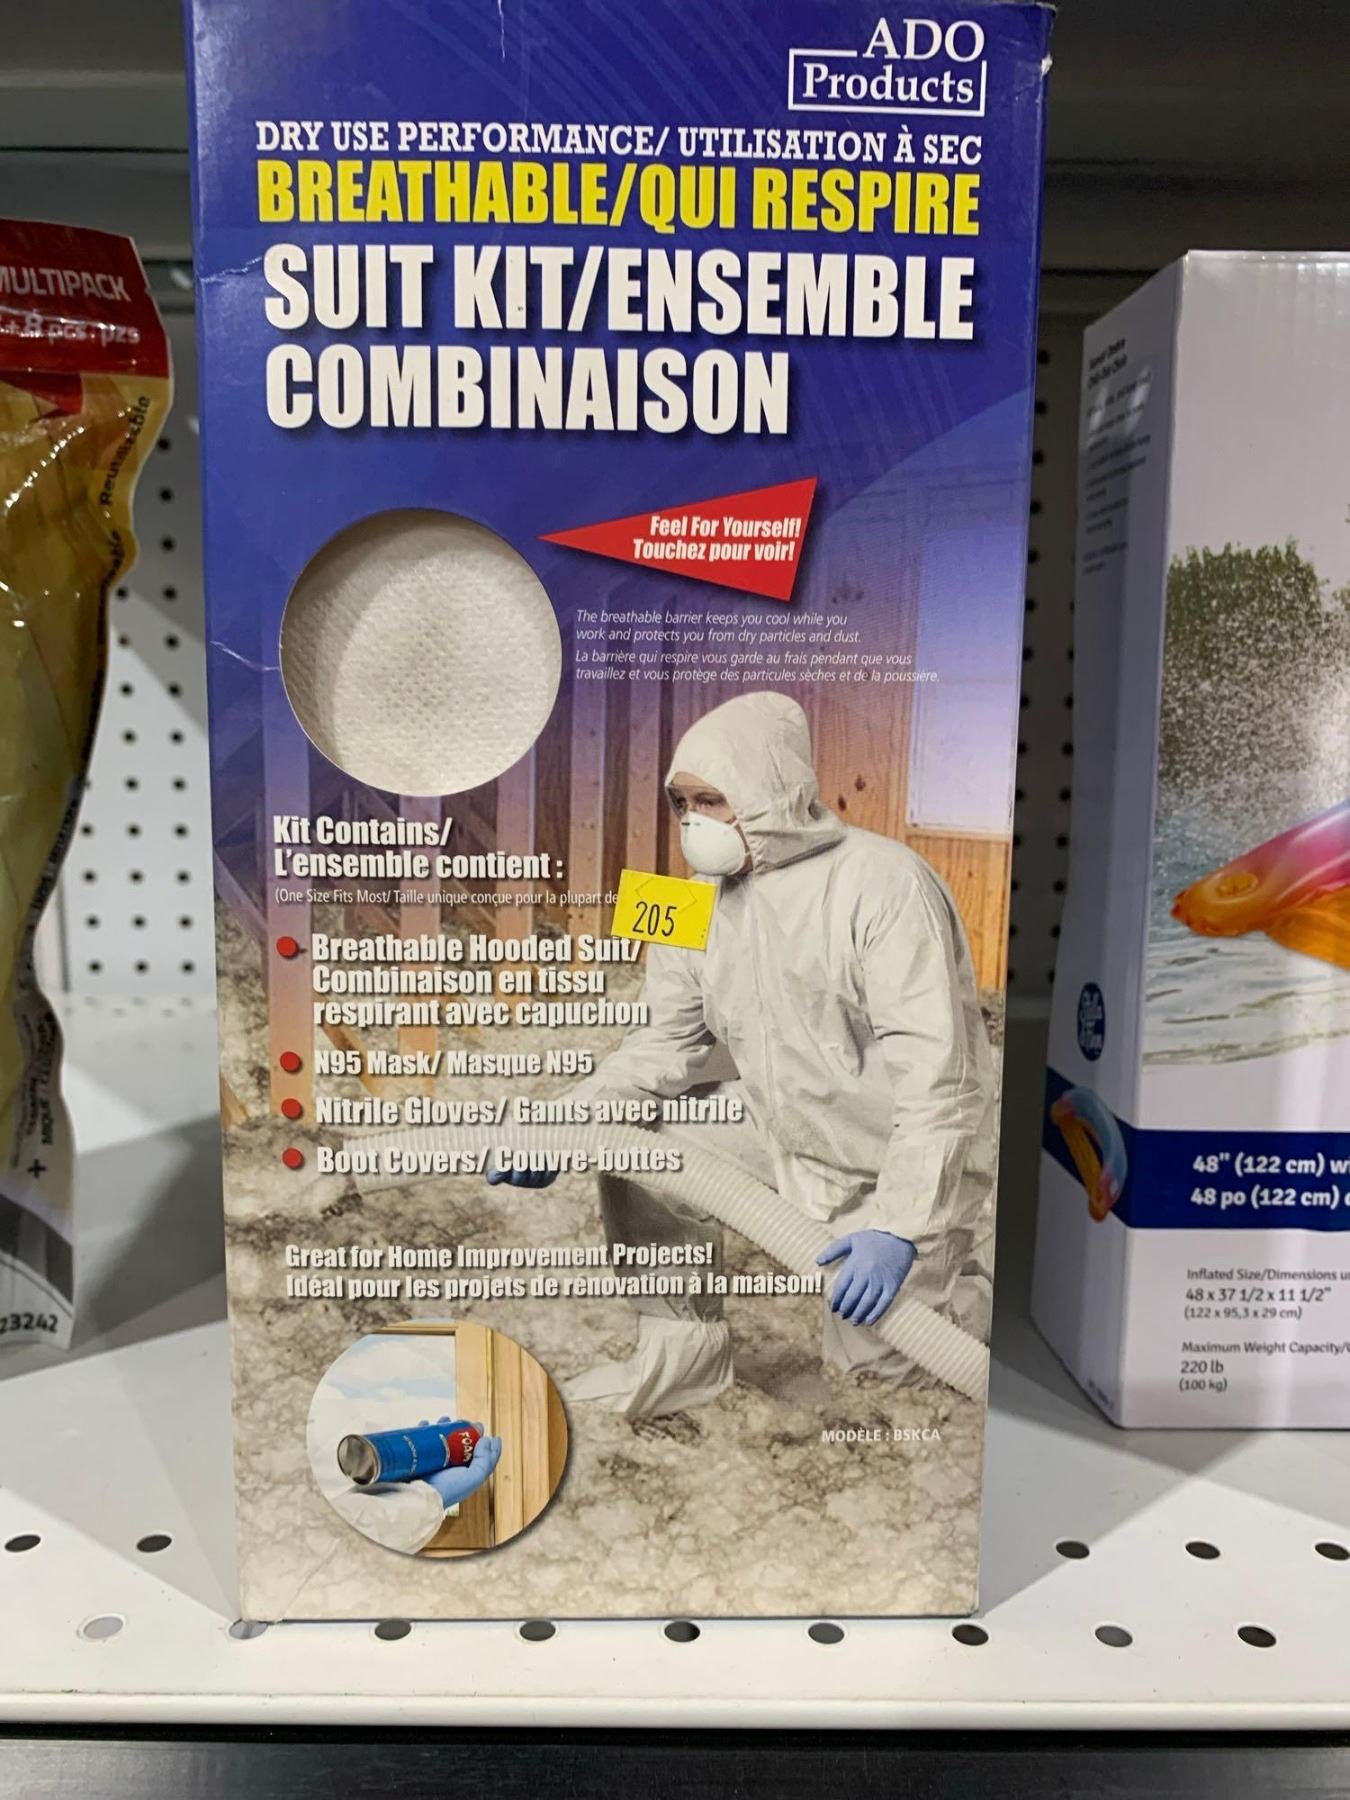 ADO
Products
DRY USE PERFORMANCE/ UTILISATION À SEC
BREATHABLE/QUI RESPIRE
SUIT KIT/ENSEMBLE
COMBINAISON
Feel For Yourself!
Touchez pour voir!
The breathable barrier keeps you cool while you
work and protects you from dry particles and dust.
La barrière qui respire vous garde au frais pendant que vous
travaillez et vous protège des particules sèches et de la poussière.
Kit Contains/
L'ensemble contient :
(One Size Fits Most/ Taille unique conçue pour la plupart de
205
Breathable Hooded Suit/
Combinaison en tissu
respirant avec capuchon
N95 Mask/ Masque N95
Nitrile Gloves/ Gants avec nitrile
Boot Covers/ Couvre-bottes
Great for Home Improvement Projects!
Idéal pour les projets de rénovation à la maison!
FOAM
MODÈLE : BSKCA
MULTIPACK
8 pcs · pzs
23242
48" (122 cm)
48 po (122 cm)
Inflated Size/Dimensions
48 x 37 1/2 x 11 1/2"
(122 x 95,3 x 29 cm)
Maximum Weight Capacity/
220 lb
(100 kg)